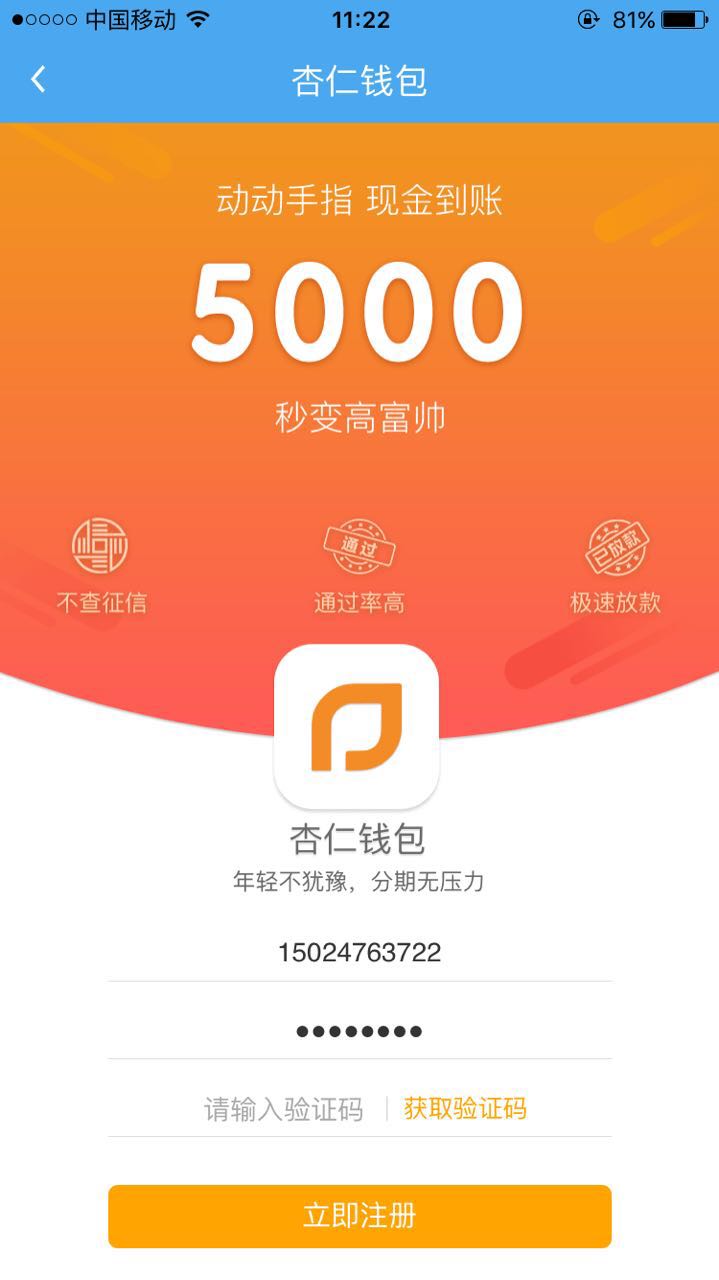 中国移动 11:22 81%
杏仁钱包
动动手指 现金到账
5000
秒变高富帅
通过 已放款
不查征信 通过率高 极速放款
杏仁钱包
年轻不犹豫，分期无压力
15024763722
••••••••
请输入验证码 获取验证码
立即注册